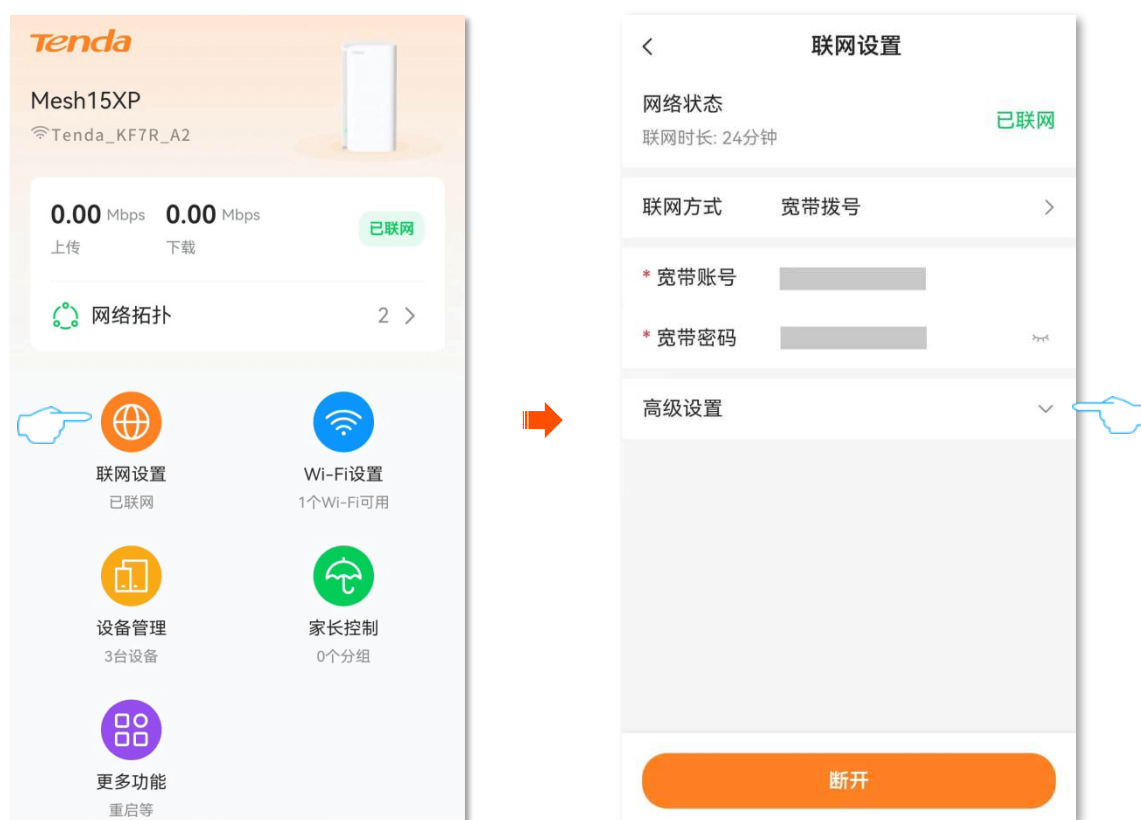 Tenda
Mesh15XP
Tenda_KF7R_A2
0.00 Mbps 0.00 Mbps
上传 下载
已联网
网络拓扑 2
联网设置 Wi-Fi设置
已联网 1个Wi-Fi可用
设备管理 家长控制
3台设备 0个分组
更多功能
重启等
联网设置
网络状态
联网时长: 24分钟
已联网
联网方式 宽带拨号
* 宽带账号
* 宽带密码
高级设置
断开